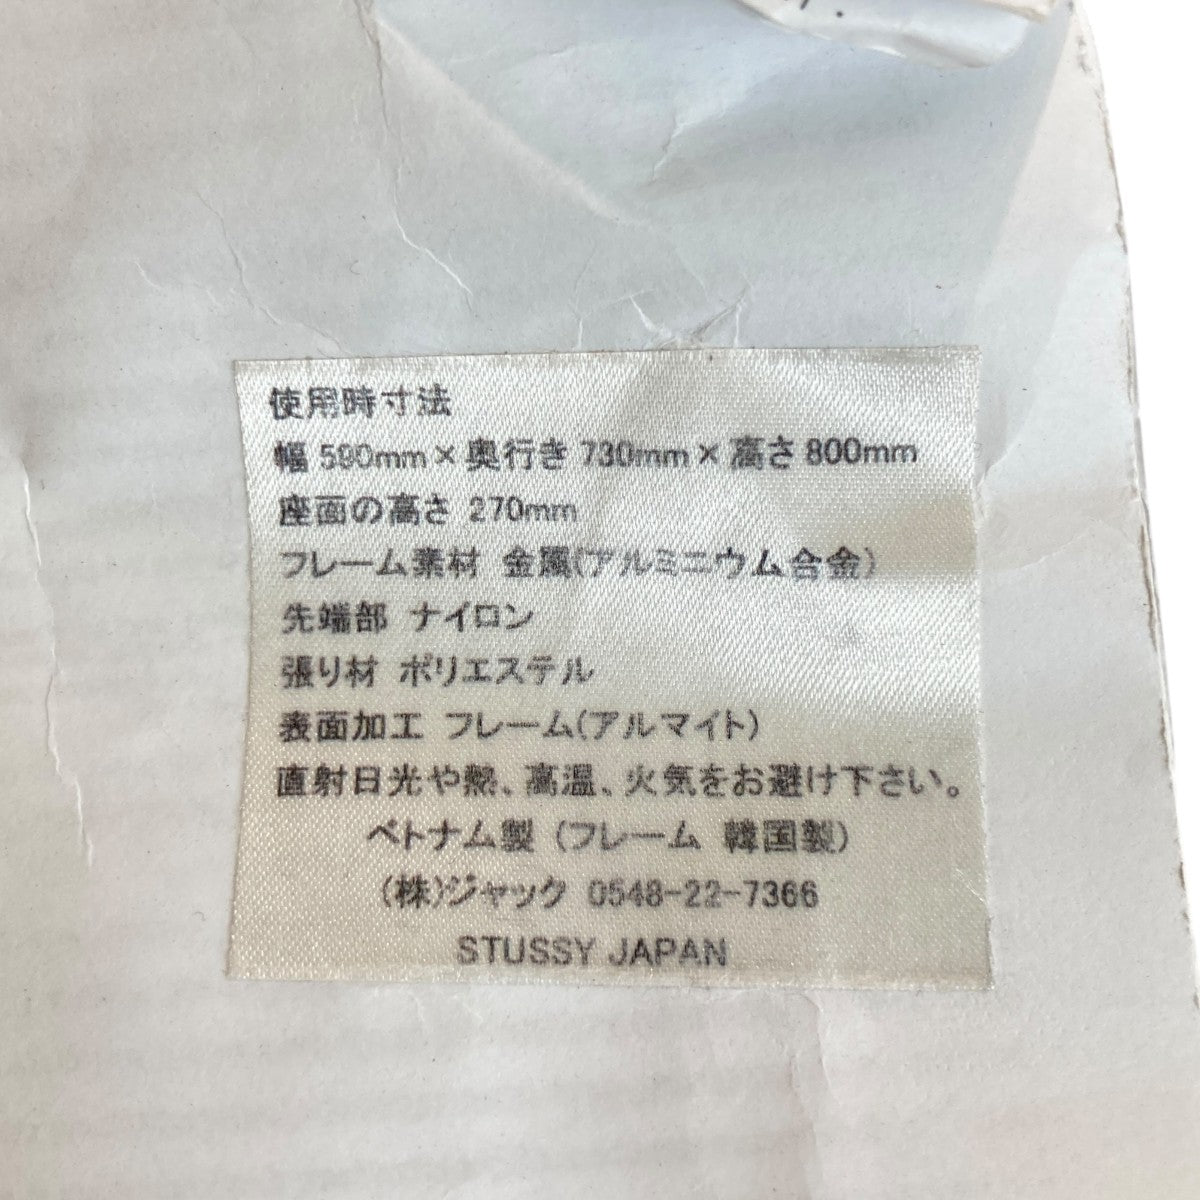 使用時寸法
幅 590mm × 奥行き 730mm × 高さ 800mm
座面の高さ 270mm
フレーム素材 金属(アルミニウム合金)
先端部 ナイロン
張り材 ポリエステル
表面加工 フレーム(アルマイト)
直射日光や熱、高温、火気をお避け下さい。
ベトナム製 (フレーム 韓国製)
(株)ジャック 0548-22-7366
STUSSY JAPAN